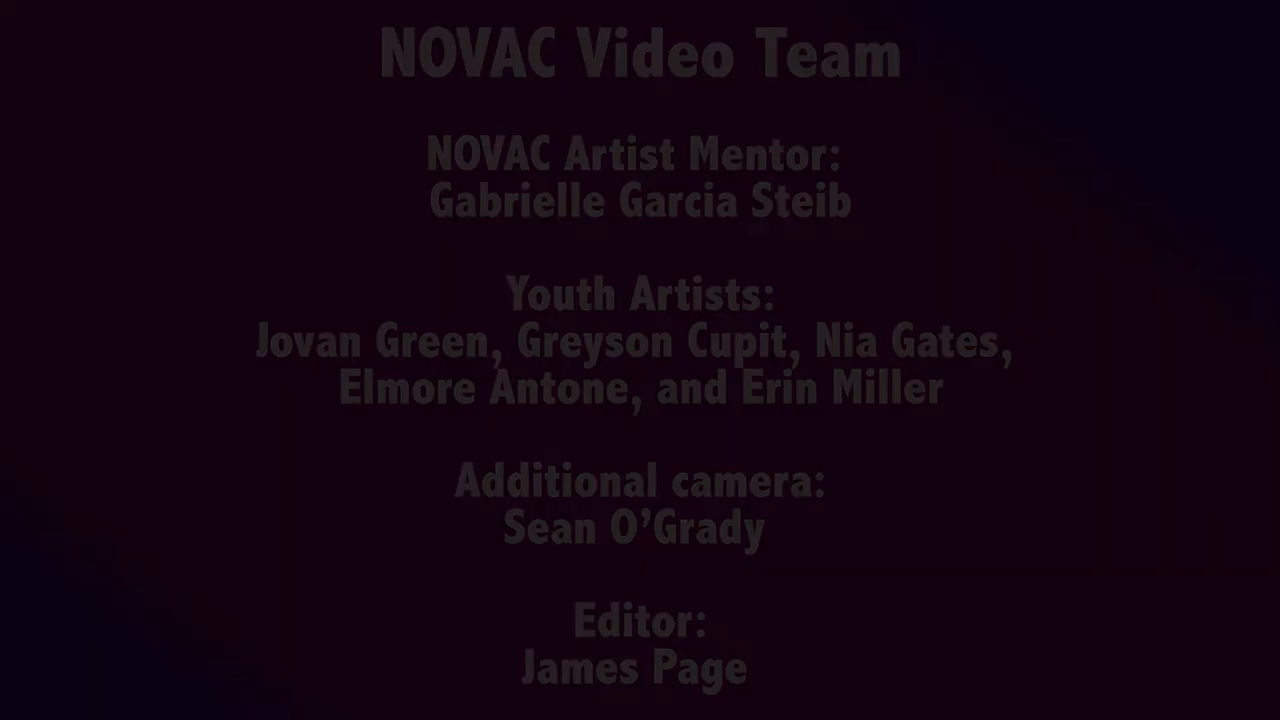 NOVAC Video Team
NOVAC Artist Mentor:
Gabrielle Garcia Steib
Youth Artists:
Jovan Green, Greyson Cupit, Nia Gates,
Elmore Antone, and Erin Miller
Additional camera:
Sean O’Grady
Editor:
James Page